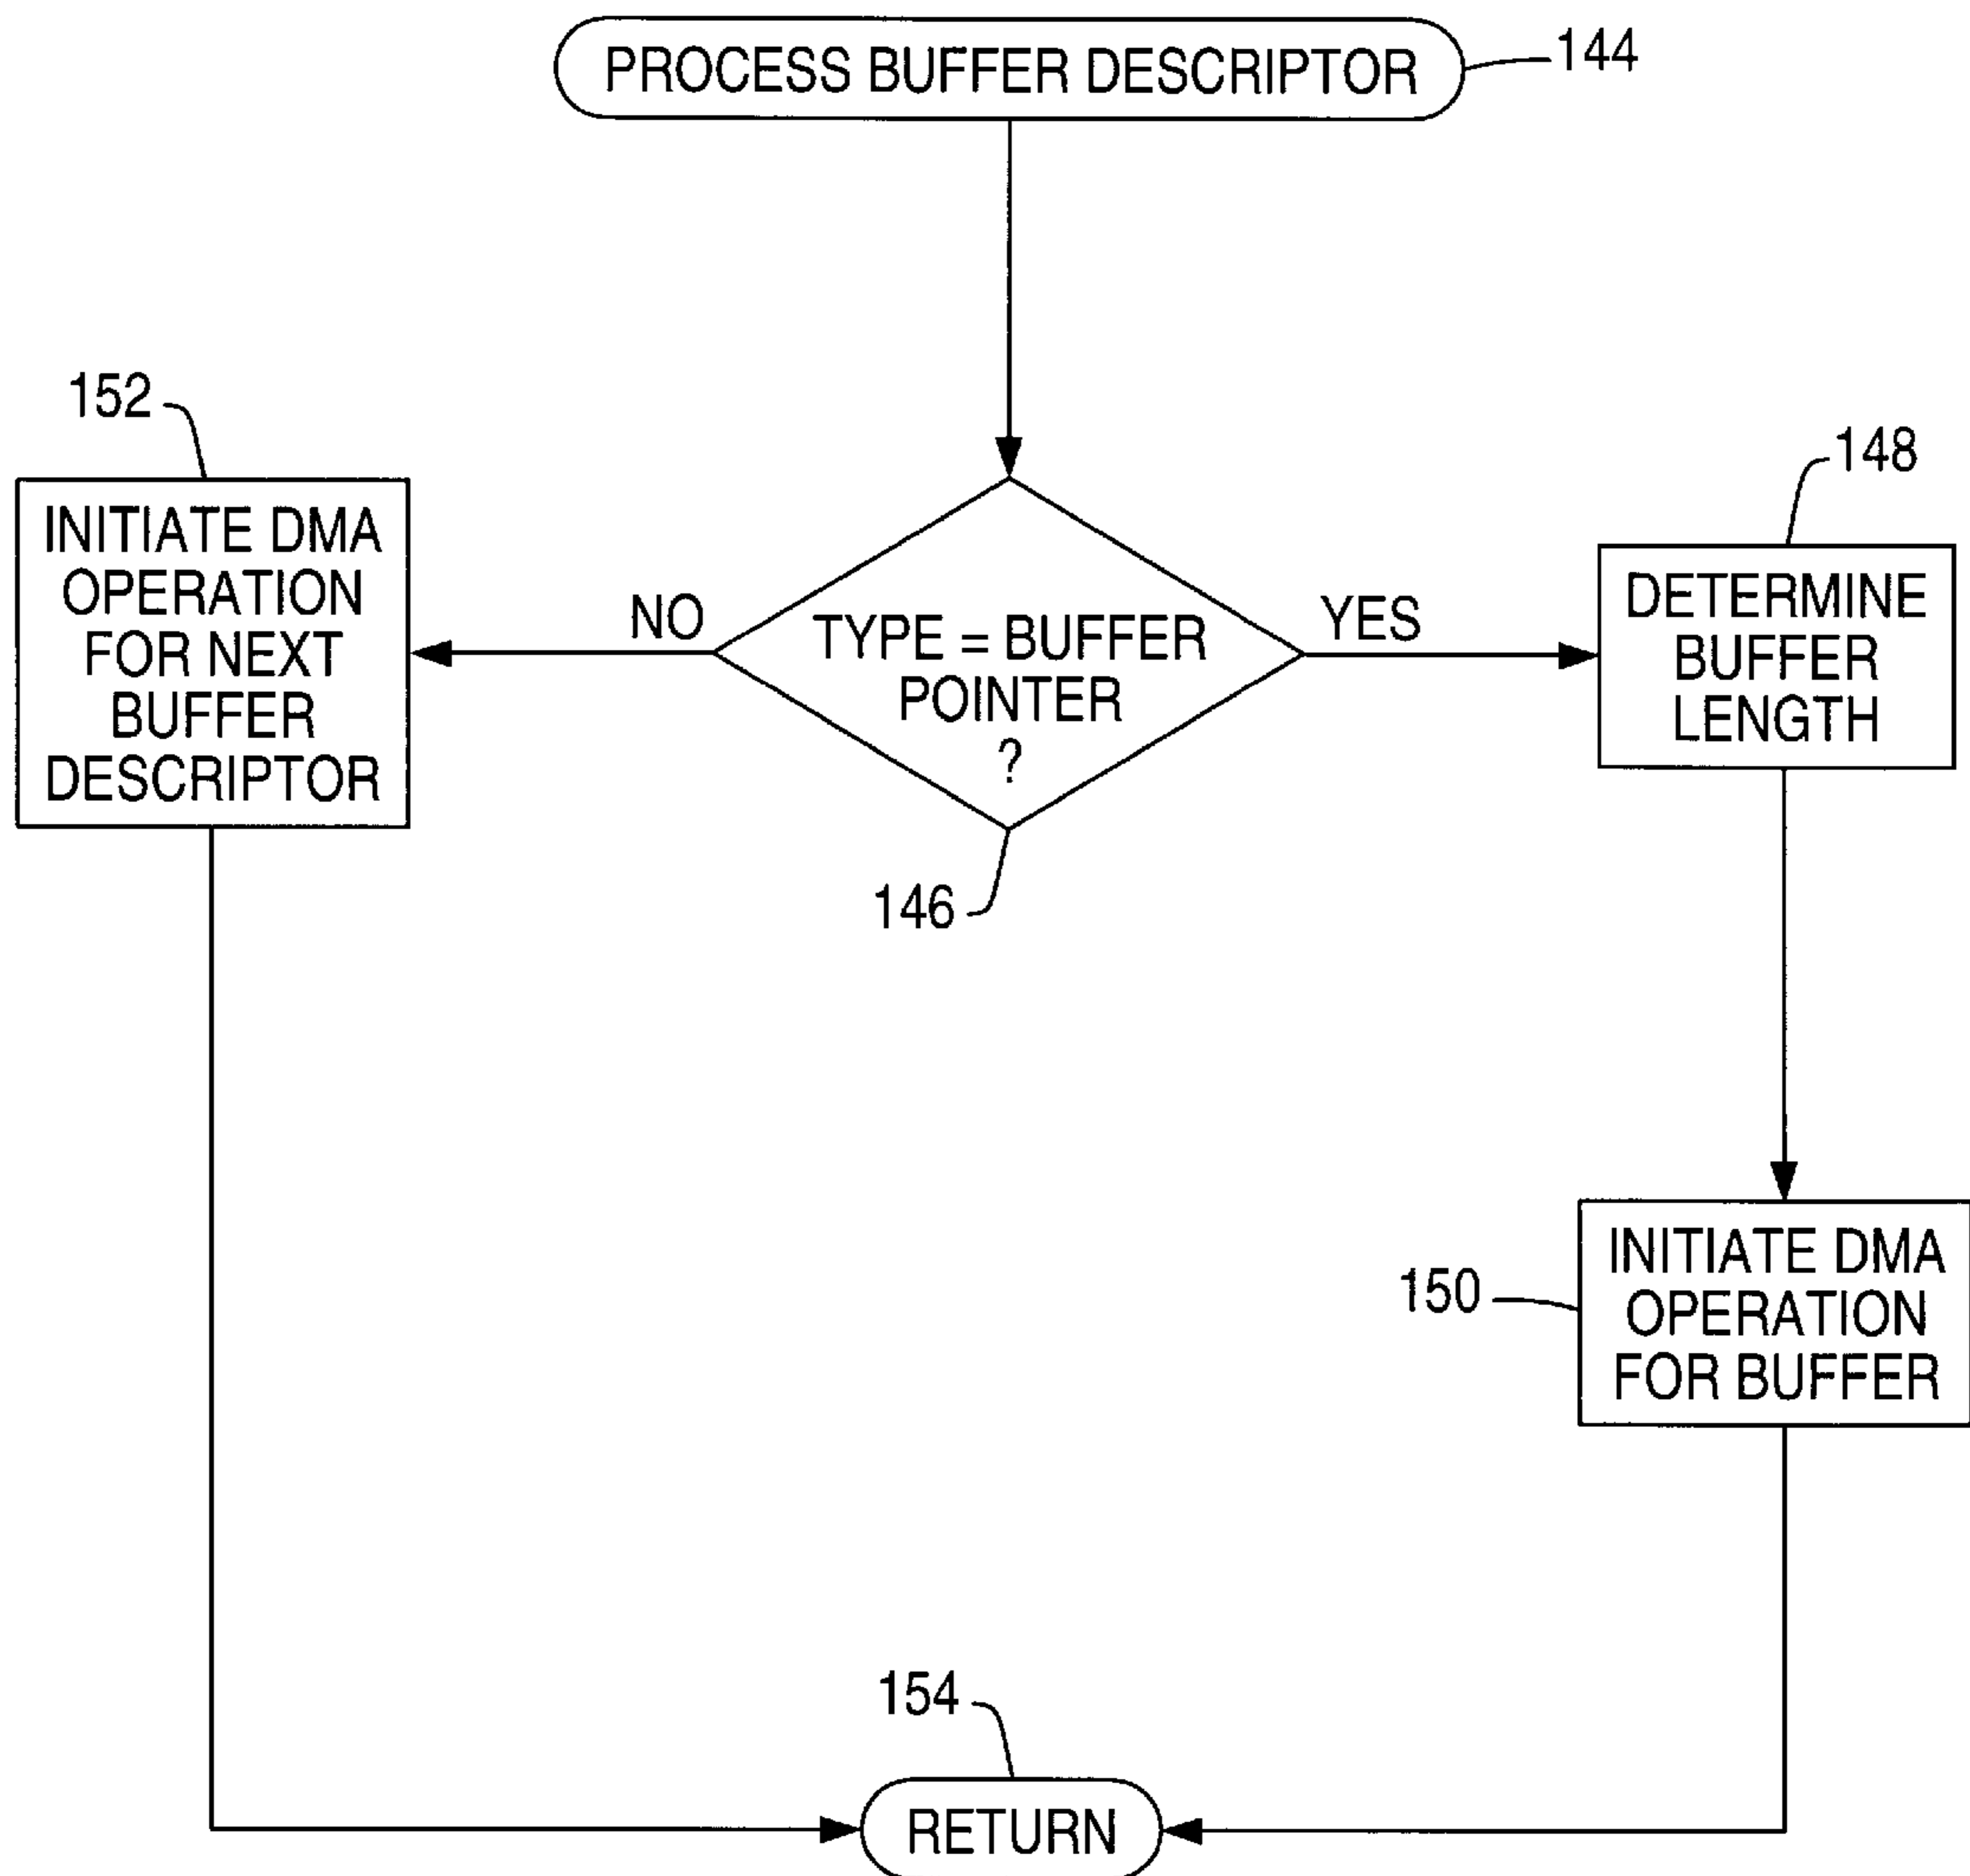 PROCESS BUFFER DESCRIPTOR
144
152
148
INITIATE DMA
OPERATION
FOR NEXT
BUFFER
DESCRIPTOR
NO
TYPE = BUFFER
POINTER
?
YES
DETERMINE
BUFFER
LENGTH
146
150
INITIATE DMA
OPERATION
FOR BUFFER
154
RETURN